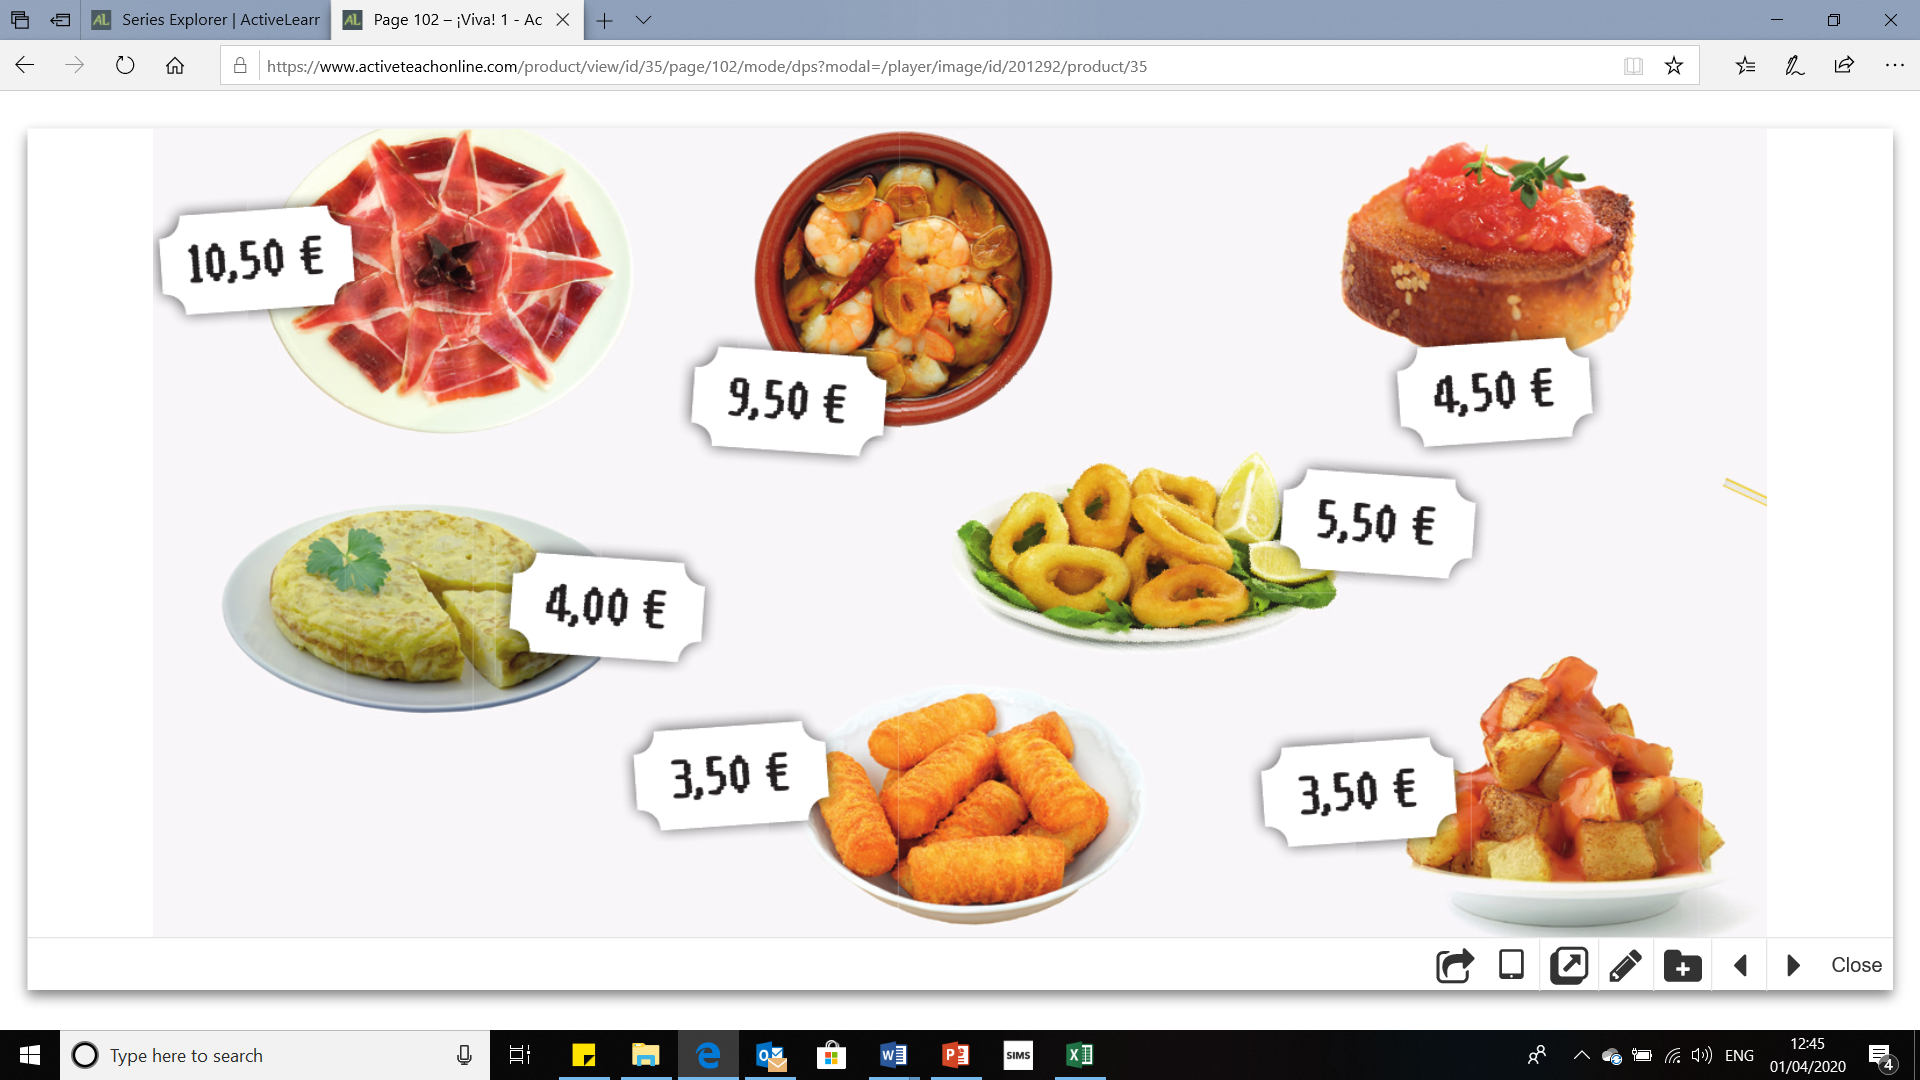 Series Explorer | ActiveLearr
Page 102 – ¡Viva! 1 - Ac
https://www.activeteachonline.com/product/view/id/35/page/102/mode/dps?modal=/player/image/id/201292/product/35
10,50 €
9,50 €
4,50 €
5,50 €
4,00 €
3,50 €
3,50 €
Close
Type here to search
SIMS
ENG
12:45
01/04/2020
4